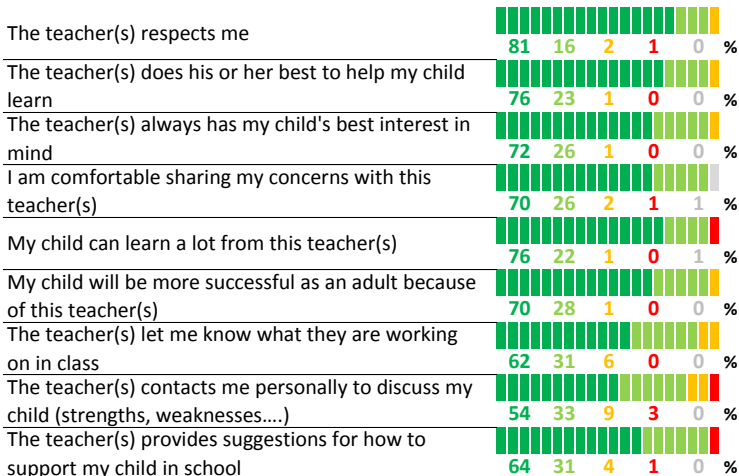 The teacher(s) respects me
81 16 2 1 0 %
The teacher(s) does his or her best to help my child
learn
76 23 1 0 0 %
The teacher(s) always has my child's best interest in
mind
72 26 1 0 0 %
I am comfortable sharing my concerns with this
teacher(s)
70 26 2 1 1 %
My child can learn a lot from this teacher(s)
76 22 1 0 1 %
My child will be more successful as an adult because
of this teacher(s)
70 28 1 0 0 %
The teacher(s) let me know what they are working
on in class
62 31 6 0 0 %
The teacher(s) contacts me personally to discuss my
child (strengths, weaknesses….)
54 33 9 3 0 %
The teacher(s) provides suggestions for how to
support my child in school
64 31 4 1 0 %